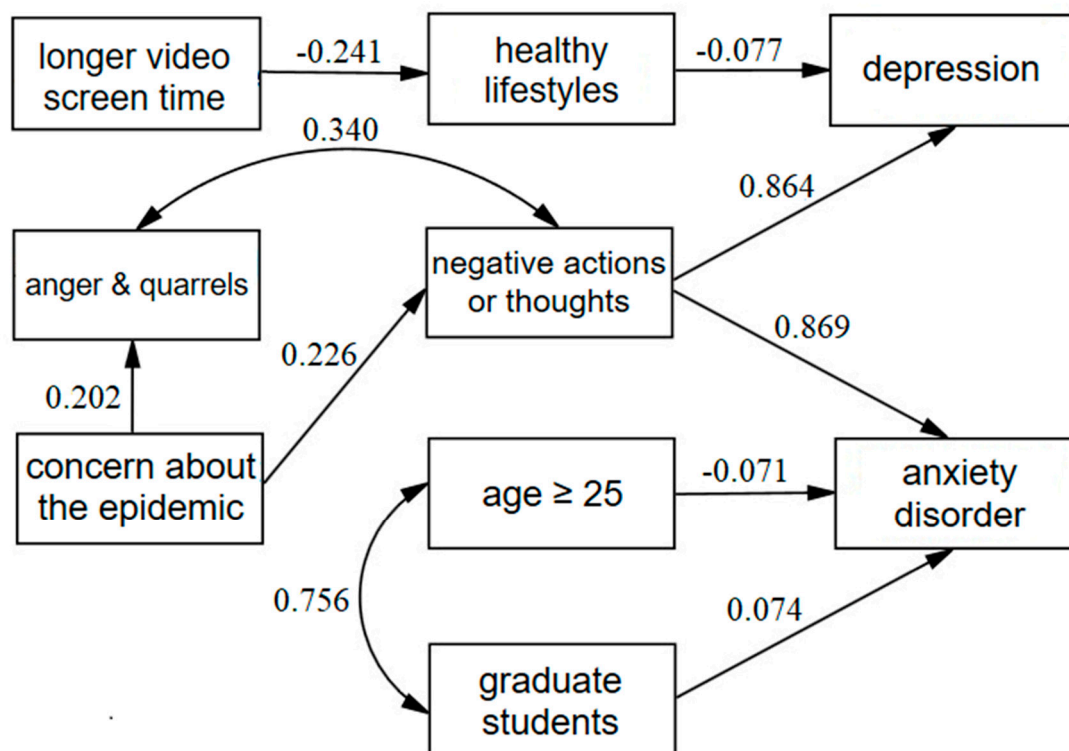 longer video
screen time
-0.241
healthy
lifestyles
-0.077
depression
0.340
0.864
anger & quarrels
negative actions
or thoughts
0.869
0.226
0.202
concern about
the epidemic
age ≥ 25
-0.071
anxiety
disorder
0.756
0.074
graduate
students